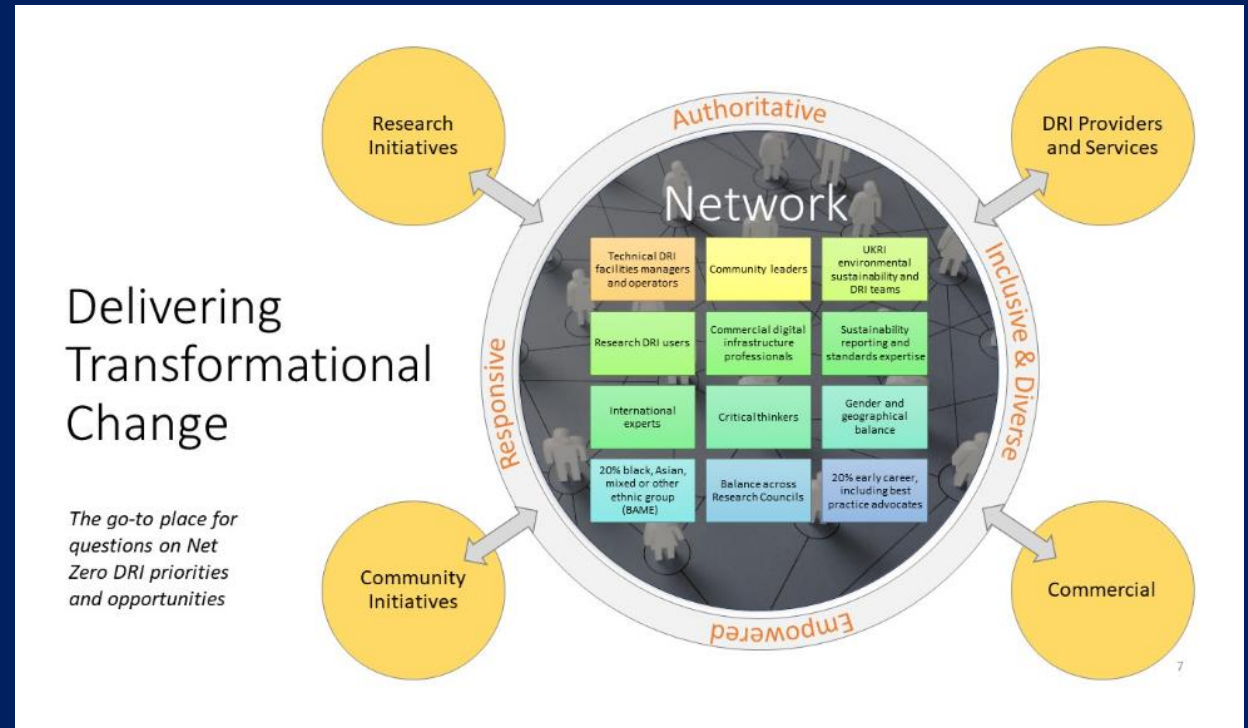 Delivering
Transformational
Change
The go-to place for
questions on Net
Zero DRI priorities
and opportunities
Research
Initiatives
DRI Providers
and Services
Community
Initiatives
Commercial
Authoritative
Inclusive & Diverse
Empowered
Responsive
Network
Technical DRI
facilities managers
and operators
Community leaders
UKRI
environmental
sustainability and
DRI teams
Research DRI users
Commercial digital
infrastructure
professionals
Sustainability
reporting and
standards expertise
International
experts
Critical thinkers
Gender and
geographical
balance
20% black, Asian,
mixed or other
ethnic group
(BAME)
Balance across
Research Councils
20% early career,
including best
practice advocates
7